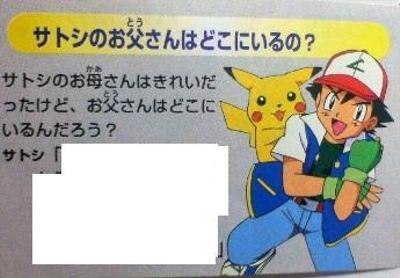 サトシのお父さんはどこにいるの？
サトシのお母さんはきれいだ
ったけど、お父さんはどこに
いるんだろう？
サトシ「
」